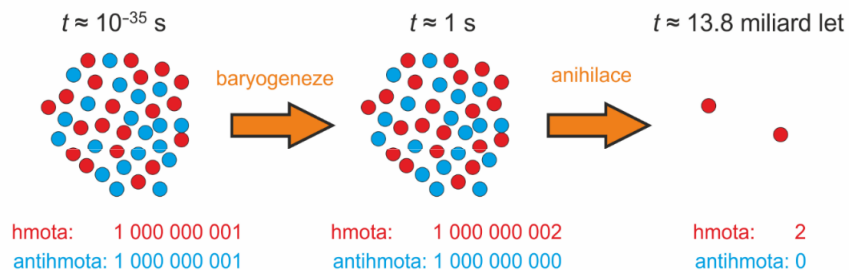 t ≈ 10⁻³⁵ s
t ≈ 1 s
t ≈ 13.8 miliard let
baryogeneze
anihilace
hmota: 1 000 000 001
antihmota: 1 000 000 001
hmota: 1 000 000 002
antihmota: 1 000 000 000
hmota: 2
antihmota: 0